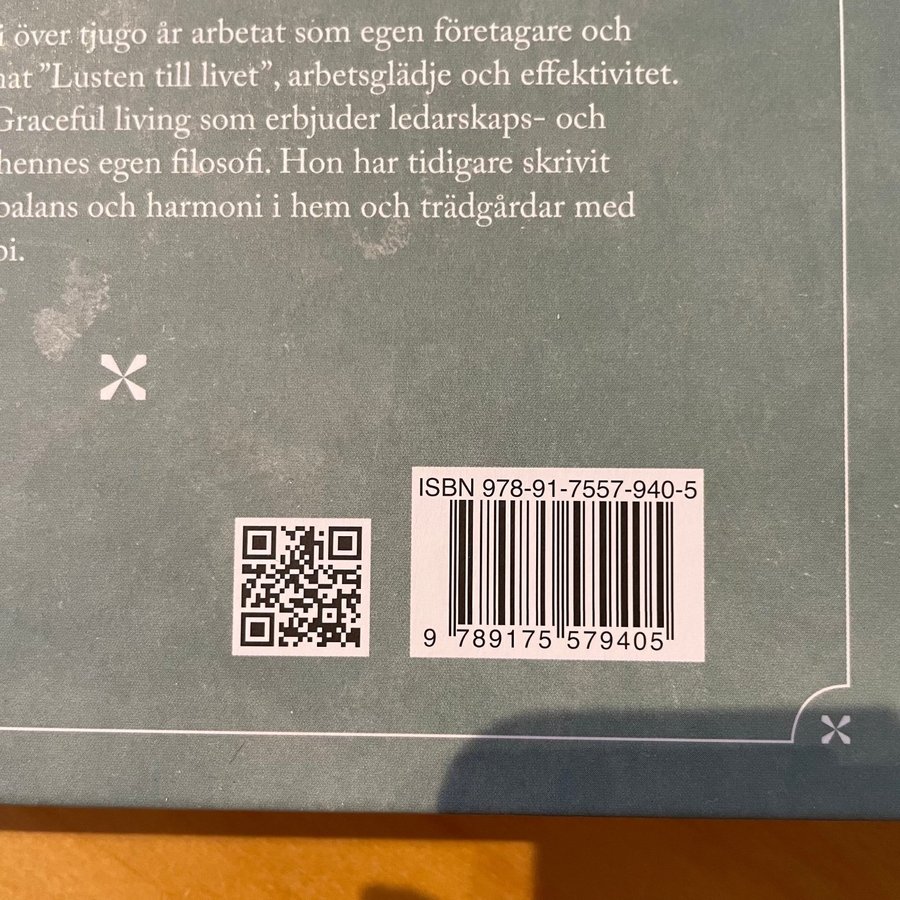 i över tjugo år arbetat som egen företagare och
nat ”Lusten till livet”, arbetsglädje och effektivitet.
Graceful living som erbjuder ledarskaps- och
hennes egen filosofi. Hon har tidigare skrivit
balans och harmoni i hem och trädgårdar med
pi.
ISBN 978-91-7557-940-5
9 789175 579405